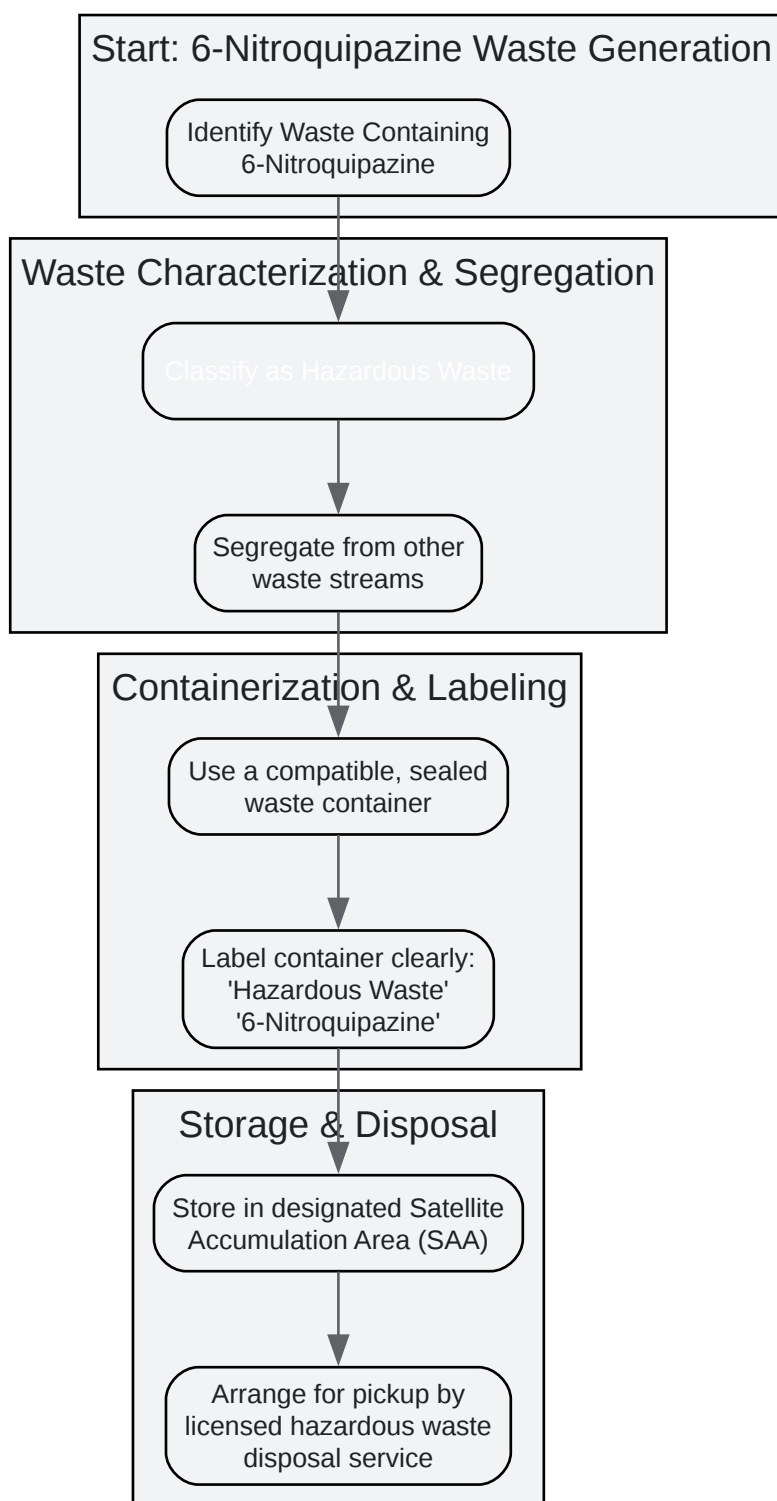 Start: 6-Nitroquipazine Waste Generation
Identify Waste Containing
6-Nitroquipazine
Waste Characterization & Segregation
Classify as Hazardous Waste
Segregate from other
waste streams
Containerization & Labeling
Use a compatible, sealed
waste container
Label container clearly:
'Hazardous Waste'
'6-Nitroquipazine'
Storage & Disposal
Store in designated Satellite
Accumulation Area (SAA)
Arrange for pickup by
licensed hazardous waste
disposal service